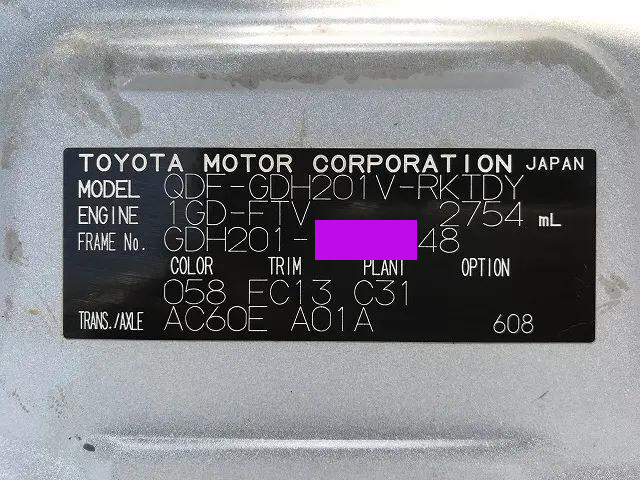 TOYOTA MOTOR CORPORATION JAPAN
MODEL QDF-GDH201V-RKTDY
ENGINE 1GD-FTV 2754 mL
FRAME No. GDH201- 48
COLOR TRIM PLANT OPTION
058 FC13 C31
TRANS./AXLE AC60E A01A 608